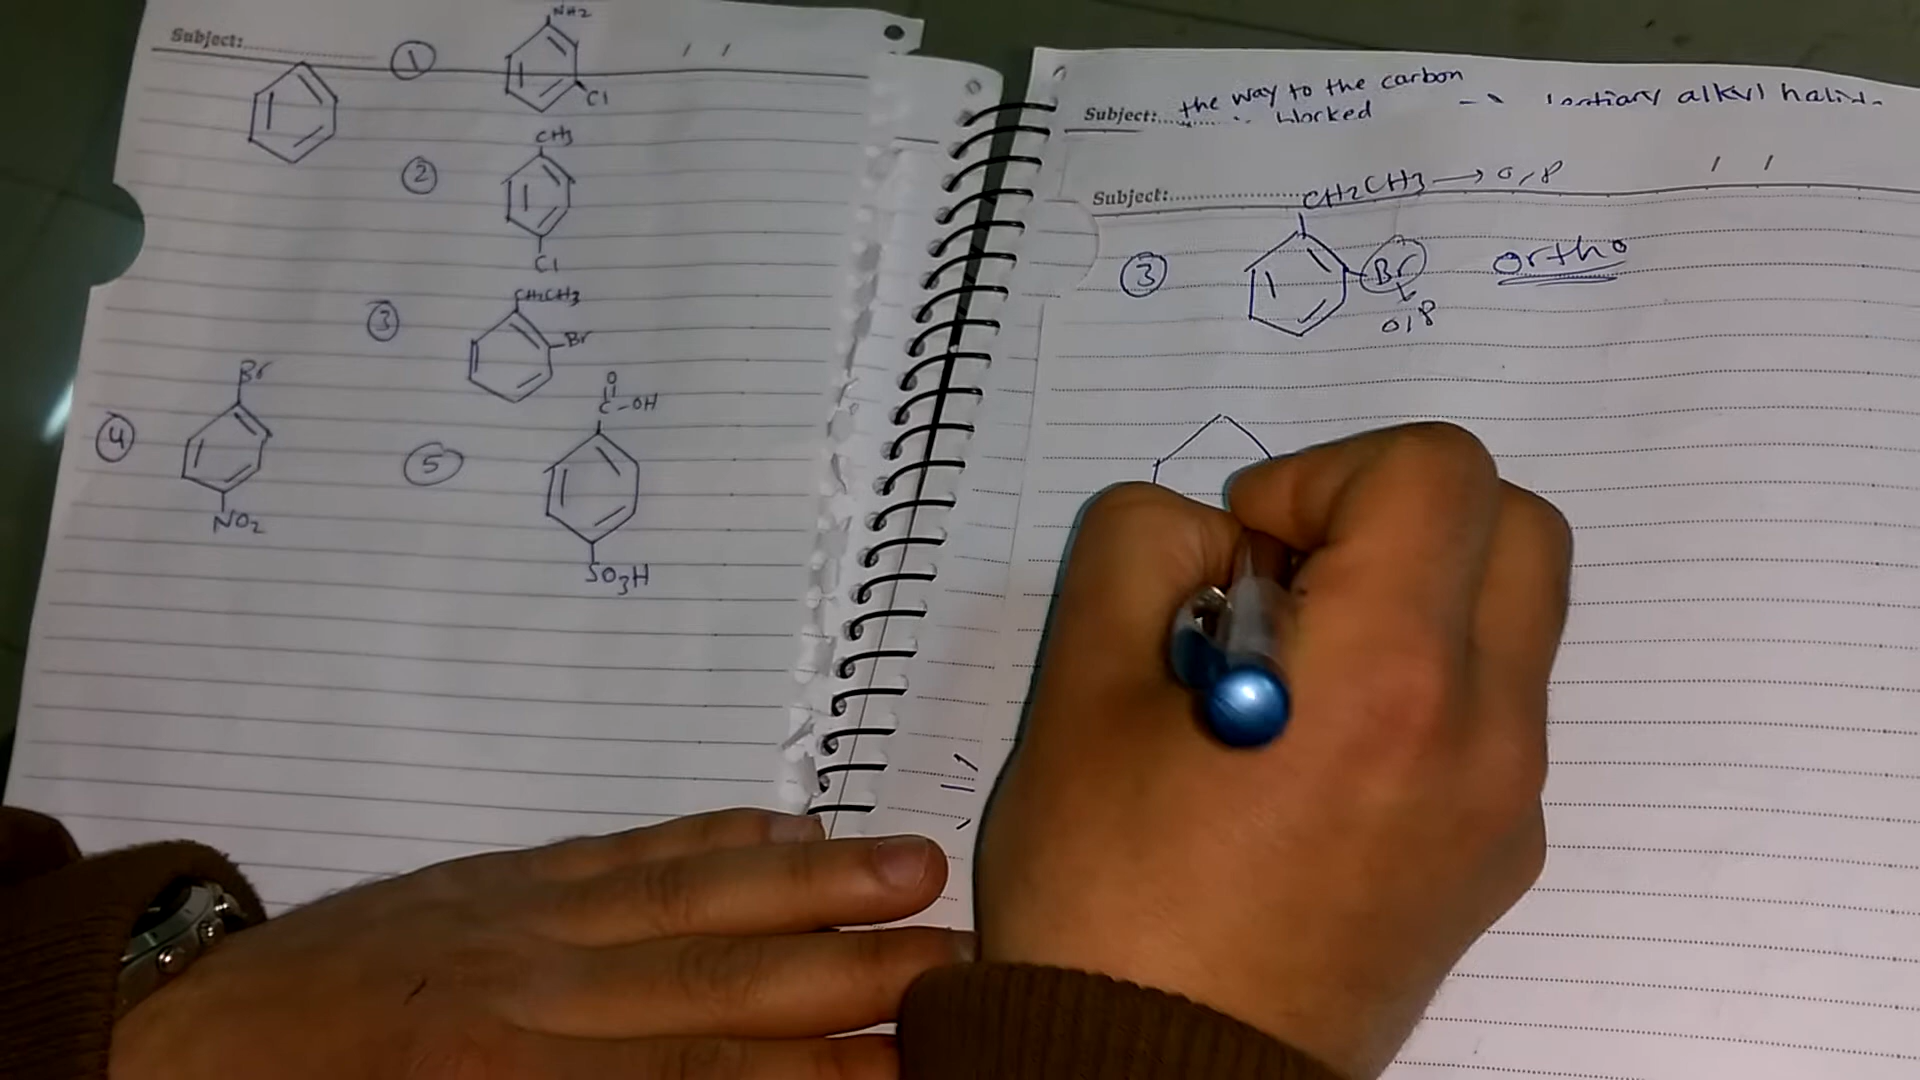 Subject:
1
NH2
Cl
2
CH3
Cl
3
CH2CH3
Br
4
Br
NO2
5
O
C-OH
SO3H
the way to the carbon
Subject:
blocked
tertiary alkyl
Subject:
CH2CH3 → O,P
3
Br
Ortho
O,P